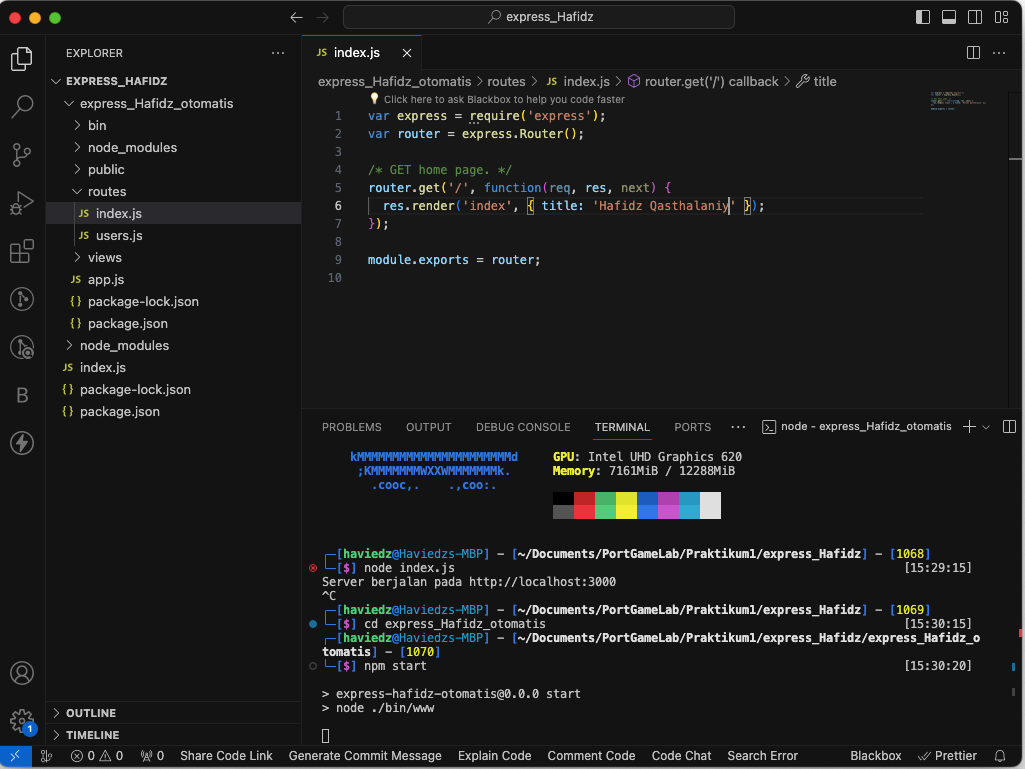 express_Hafidz
EXPLORER
EXPRESS_HAFIDZ
express_Hafidz_otomatis
bin
node_modules
public
routes
JS index.js
JS users.js
views
JS app.js
{} package-lock.json
{} package.json
node_modules
JS index.js
{} package-lock.json
{} package.json
OUTLINE
TIMELINE
B
1
JS index.js
express_Hafidz_otomatis > routes > JS index.js > router.get('/') callback > title
Click here to ask Blackbox to help you code faster
1 var express = require('express');
2 var router = express.Router();
3
4 /* GET home page. */
5 router.get('/', function(req, res, next) {
6 res.render('index', { title: 'Hafidz Qasthalaniy' });
7 });
8
9 module.exports = router;
10
PROBLEMS OUTPUT DEBUG CONSOLE TERMINAL PORTS ... node - express_Hafidz_otomatis
kMMMMMMMMMMMMMMMMMMMMMMd GPU: Intel UHD Graphics 620
;KMMMMMMMWXXWMMMMMMMk. Memory: 7161MiB / 12288MiB
.cooc,. .,coo:.
┌─[haviedz@Haviedzs-MBP] – [~/Documents/PortGameLab/Praktikum1/express_Hafidz] – [1068]
└─[$] node index.js [15:29:15]
Server berjalan pada http://localhost:3000
^C
┌─[haviedz@Haviedzs-MBP] – [~/Documents/PortGameLab/Praktikum1/express_Hafidz] – [1069]
└─[$] cd express_Hafidz_otomatis [15:30:15]
┌─[haviedz@Haviedzs-MBP] – [~/Documents/PortGameLab/Praktikum1/express_Hafidz/express_Hafidz_o
tomatis] – [1070]
└─[$] npm start [15:30:20]
> express-hafidz-otomatis@0.0.0 start
> node ./bin/www
0 0 0 Share Code Link Generate Commit Message Explain Code Comment Code Code Chat Search Error Blackbox Prettier